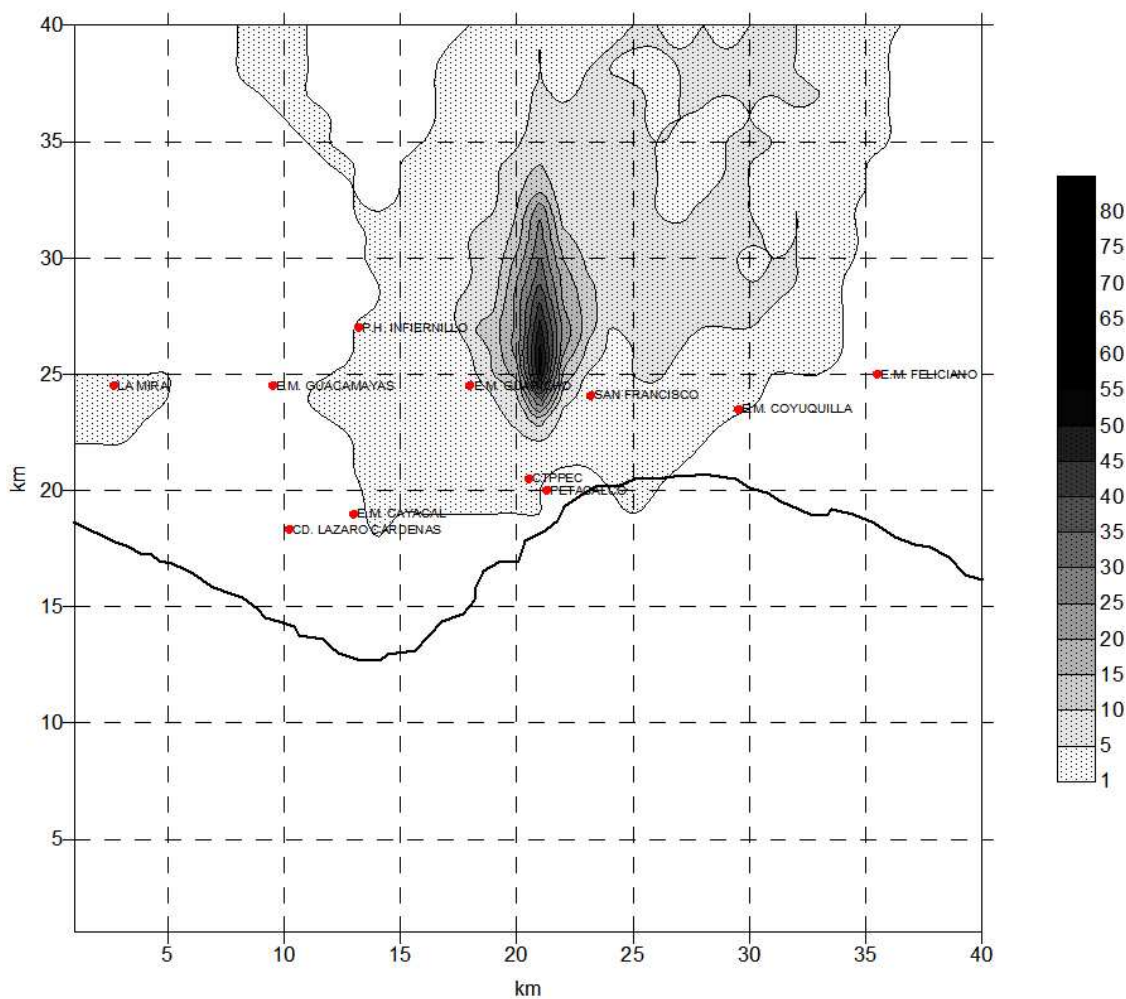 40
35
30
25
20
15
10
5
km
P.H. INFIERNILLO
LA MIRA
E.M. GUACAMAYAS
E.M. FELICIANO
SAN FRANCISCO
E.M. COYUQUILLA
CTPPEC
PETACALCO
E.M. CAYACAL
CD. LAZARO CARDENAS
5
10
15
20
25
30
35
40
km
80
75
70
65
60
55
50
45
40
35
30
25
20
15
10
5
1